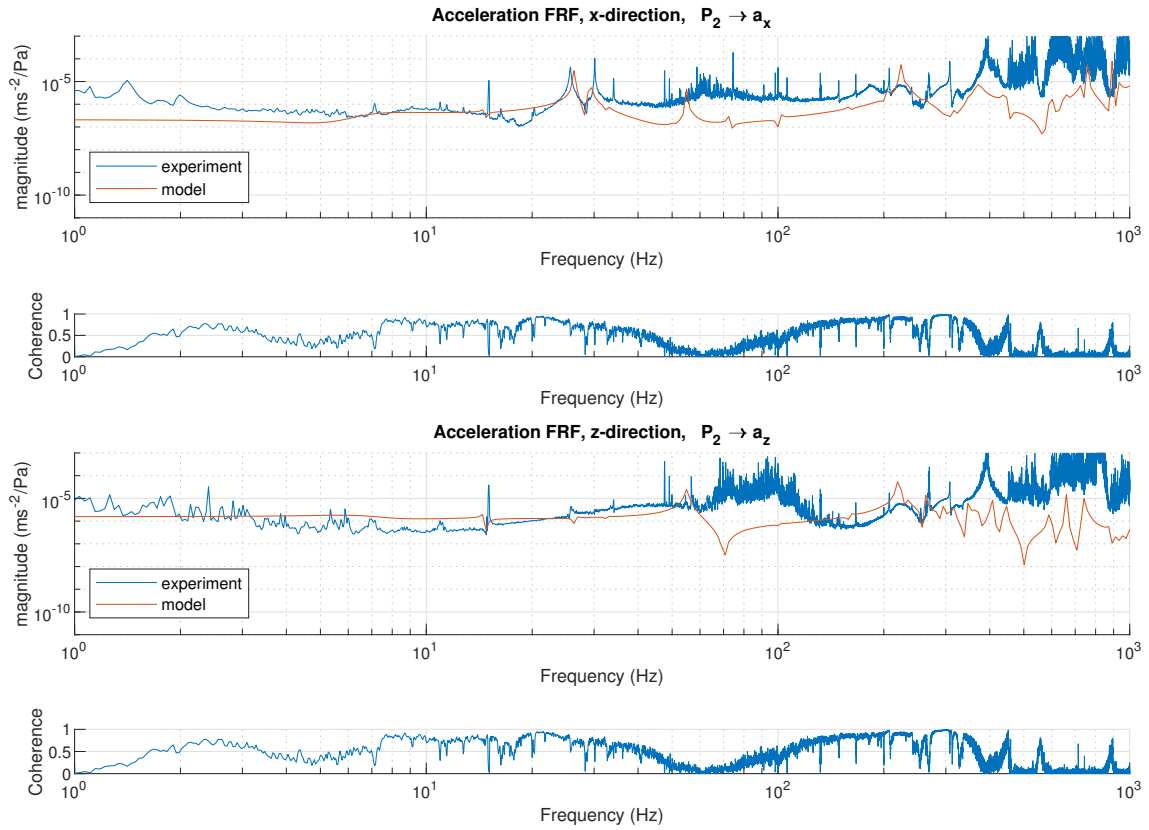 Acceleration FRF, x-direction, P₂ → aₓ
magnitude (ms⁻²/Pa)
10⁻⁵
10⁻¹⁰
experiment
model
10⁰ 10¹ 10² 10³
Frequency (Hz)
Coherence
1
0.5
0
10⁰ 10¹ 10² 10³
Frequency (Hz)
Acceleration FRF, z-direction, P₂ → a_z
magnitude (ms⁻²/Pa)
10⁻⁵
10⁻¹⁰
experiment
model
10⁰ 10¹ 10² 10³
Frequency (Hz)
Coherence
1
0.5
0
10⁰ 10¹ 10² 10³
Frequency (Hz)